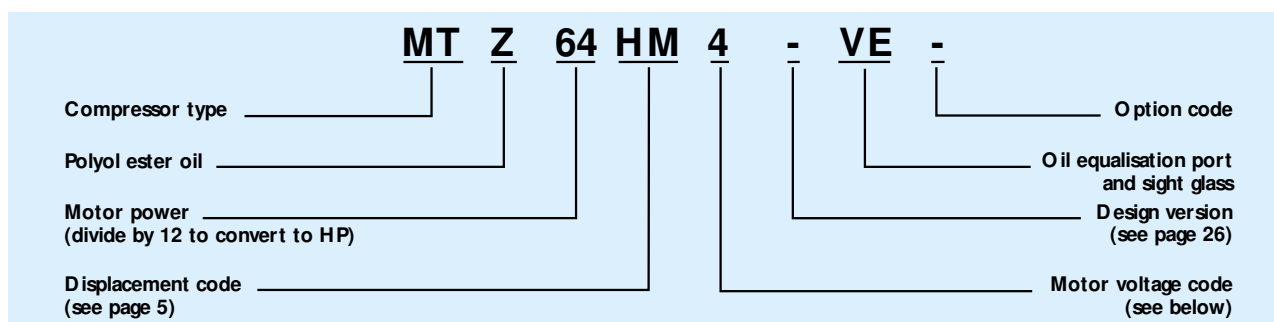 MT Z 64 HM 4 - VE -
Compressor type
Option code
Polyol ester oil
Oil equalisation port
and sight glass
Motor power
(divide by 12 to convert to HP)
Design version
(see page 26)
Displacement code
(see page 5)
Motor voltage code
(see below)